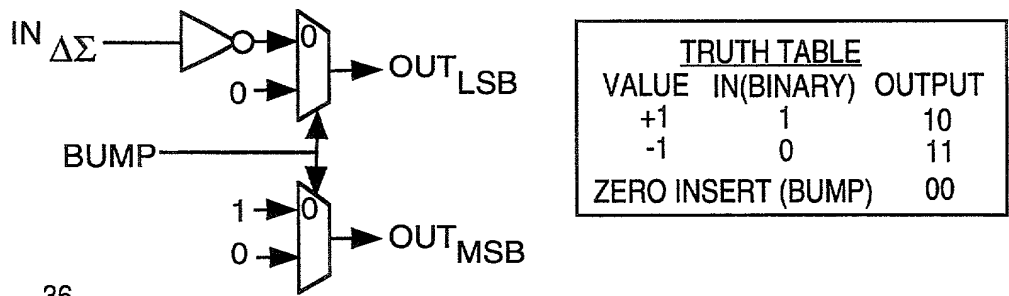 IN ΔΣ
0
OUT LSB
0
BUMP
1
0
OUT MSB
0
36
TRUTH TABLE
VALUE IN(BINARY) OUTPUT
+1 1 10
-1 0 11
ZERO INSERT (BUMP) 00